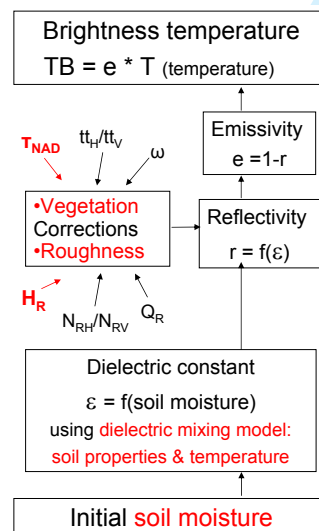 Brightness temperature
TB = e * T (temperature)
Emissivity
e =1-r
τNAD
ttH/ttV
ω
•Vegetation
Corrections
•Roughness
Reflectivity
r = f(ε)
HR
NRH/NRV
QR
Dielectric constant
ε = f(soil moisture)
using dielectric mixing model:
soil properties & temperature
Initial soil moisture